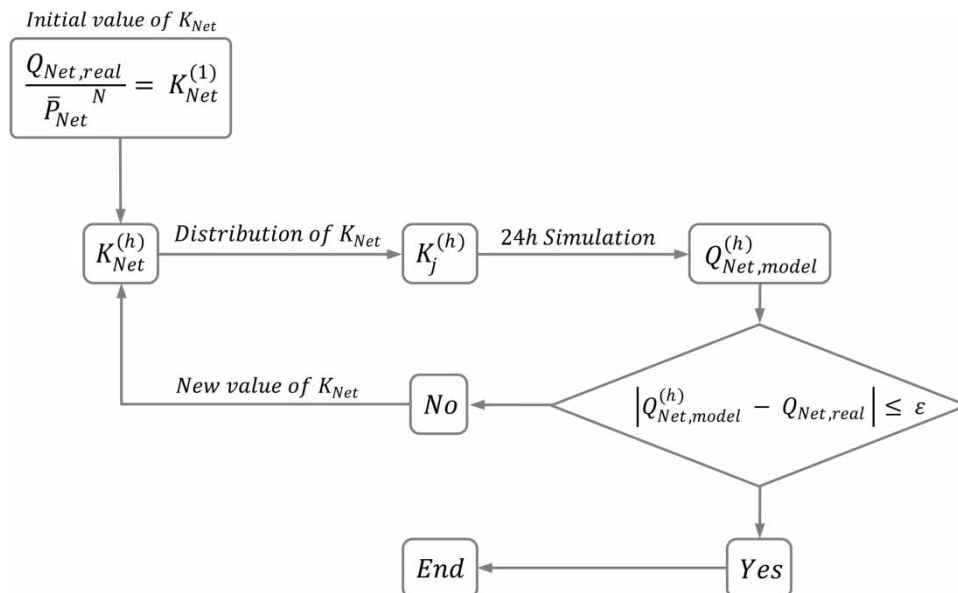 Initial value of K_Net
Q_Net,real / P̄_Net^N = K_Net^(1)
K_Net^(h)
Distribution of K_Net
K_j^(h)
24h Simulation
Q_Net,model^(h)
|Q_Net,model^(h) − Q_Net,real| ≤ ε
No
New value of K_Net
Yes
End